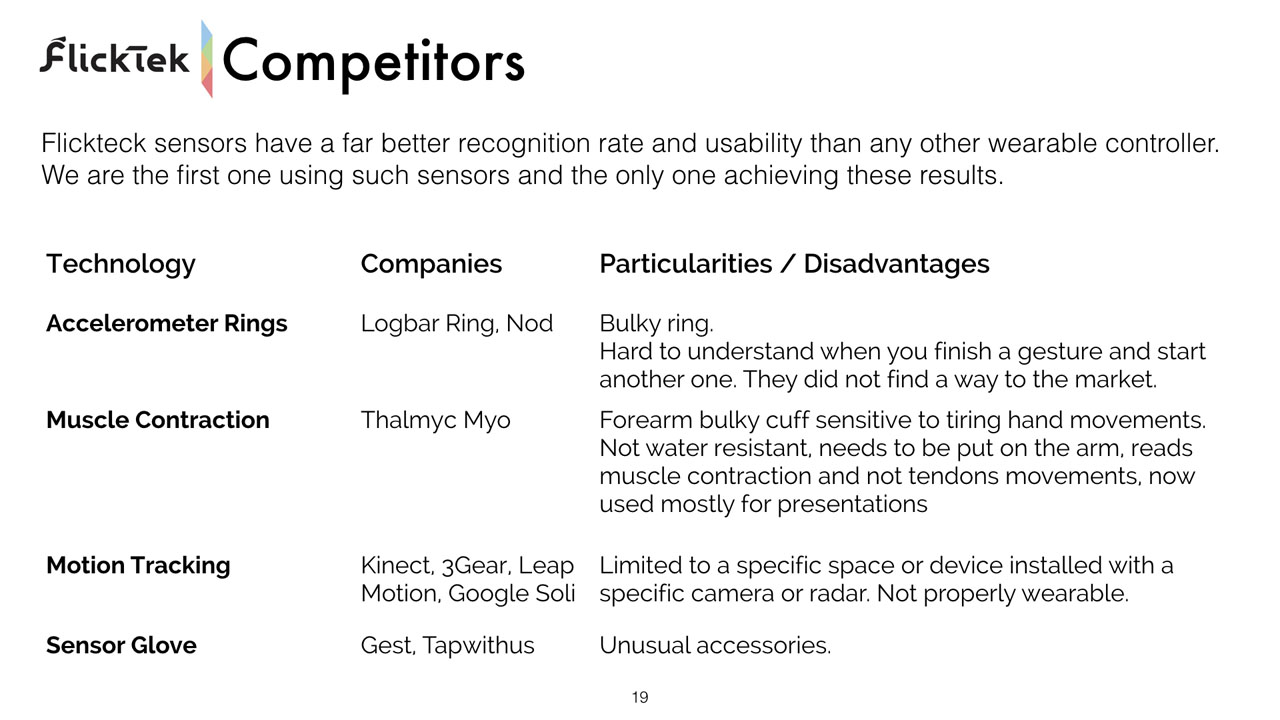 FlickTek Competitors
Flickteck sensors have a far better recognition rate and usability than any other wearable controller.
We are the first one using such sensors and the only one achieving these results.
Technology Companies Particularities / Disadvantages
Accelerometer Rings Logbar Ring, Nod Bulky ring.
Hard to understand when you finish a gesture and start
another one. They did not find a way to the market.
Muscle Contraction Thalmyc Myo Forearm bulky cuff sensitive to tiring hand movements.
Not water resistant, needs to be put on the arm, reads
muscle contraction and not tendons movements, now
used mostly for presentations
Motion Tracking Kinect, 3Gear, Leap Limited to a specific space or device installed with a
Motion, Google Soli specific camera or radar. Not properly wearable.
Sensor Glove Gest, Tapwithus Unusual accessories.
19